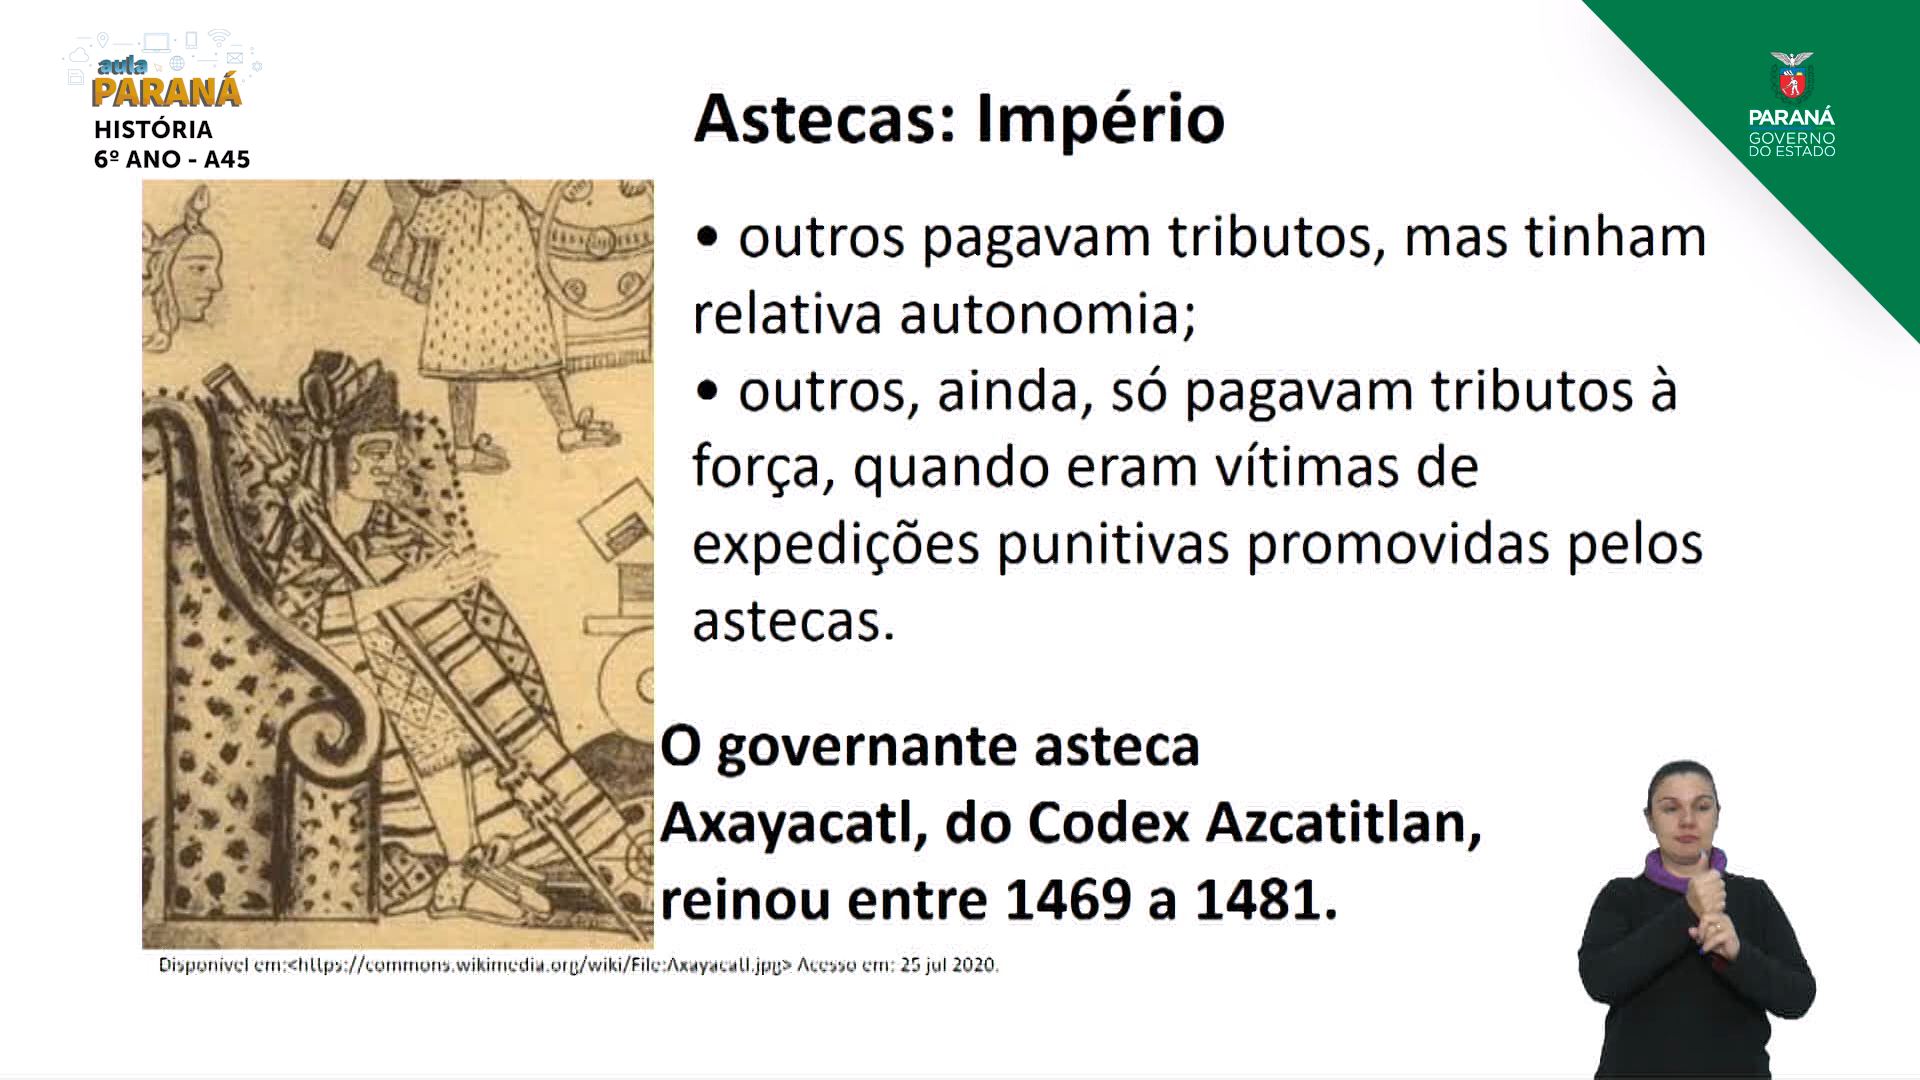 aula
PARANÁ
HISTÓRIA
6º ANO - A45
PARANÁ
GOVERNO
DO ESTADO
Astecas: Império
• outros pagavam tributos, mas tinham
relativa autonomia;
• outros, ainda, só pagavam tributos à
força, quando eram vítimas de
expedições punitivas promovidas pelos
astecas.
O governante asteca
Axayacatl, do Codex Azcatitlan,
reinou entre 1469 a 1481.
Disponível em:<https://commons.wikimedia.org/wiki/File:Axayacatl.jpg> Acesso em: 25 jul 2020.